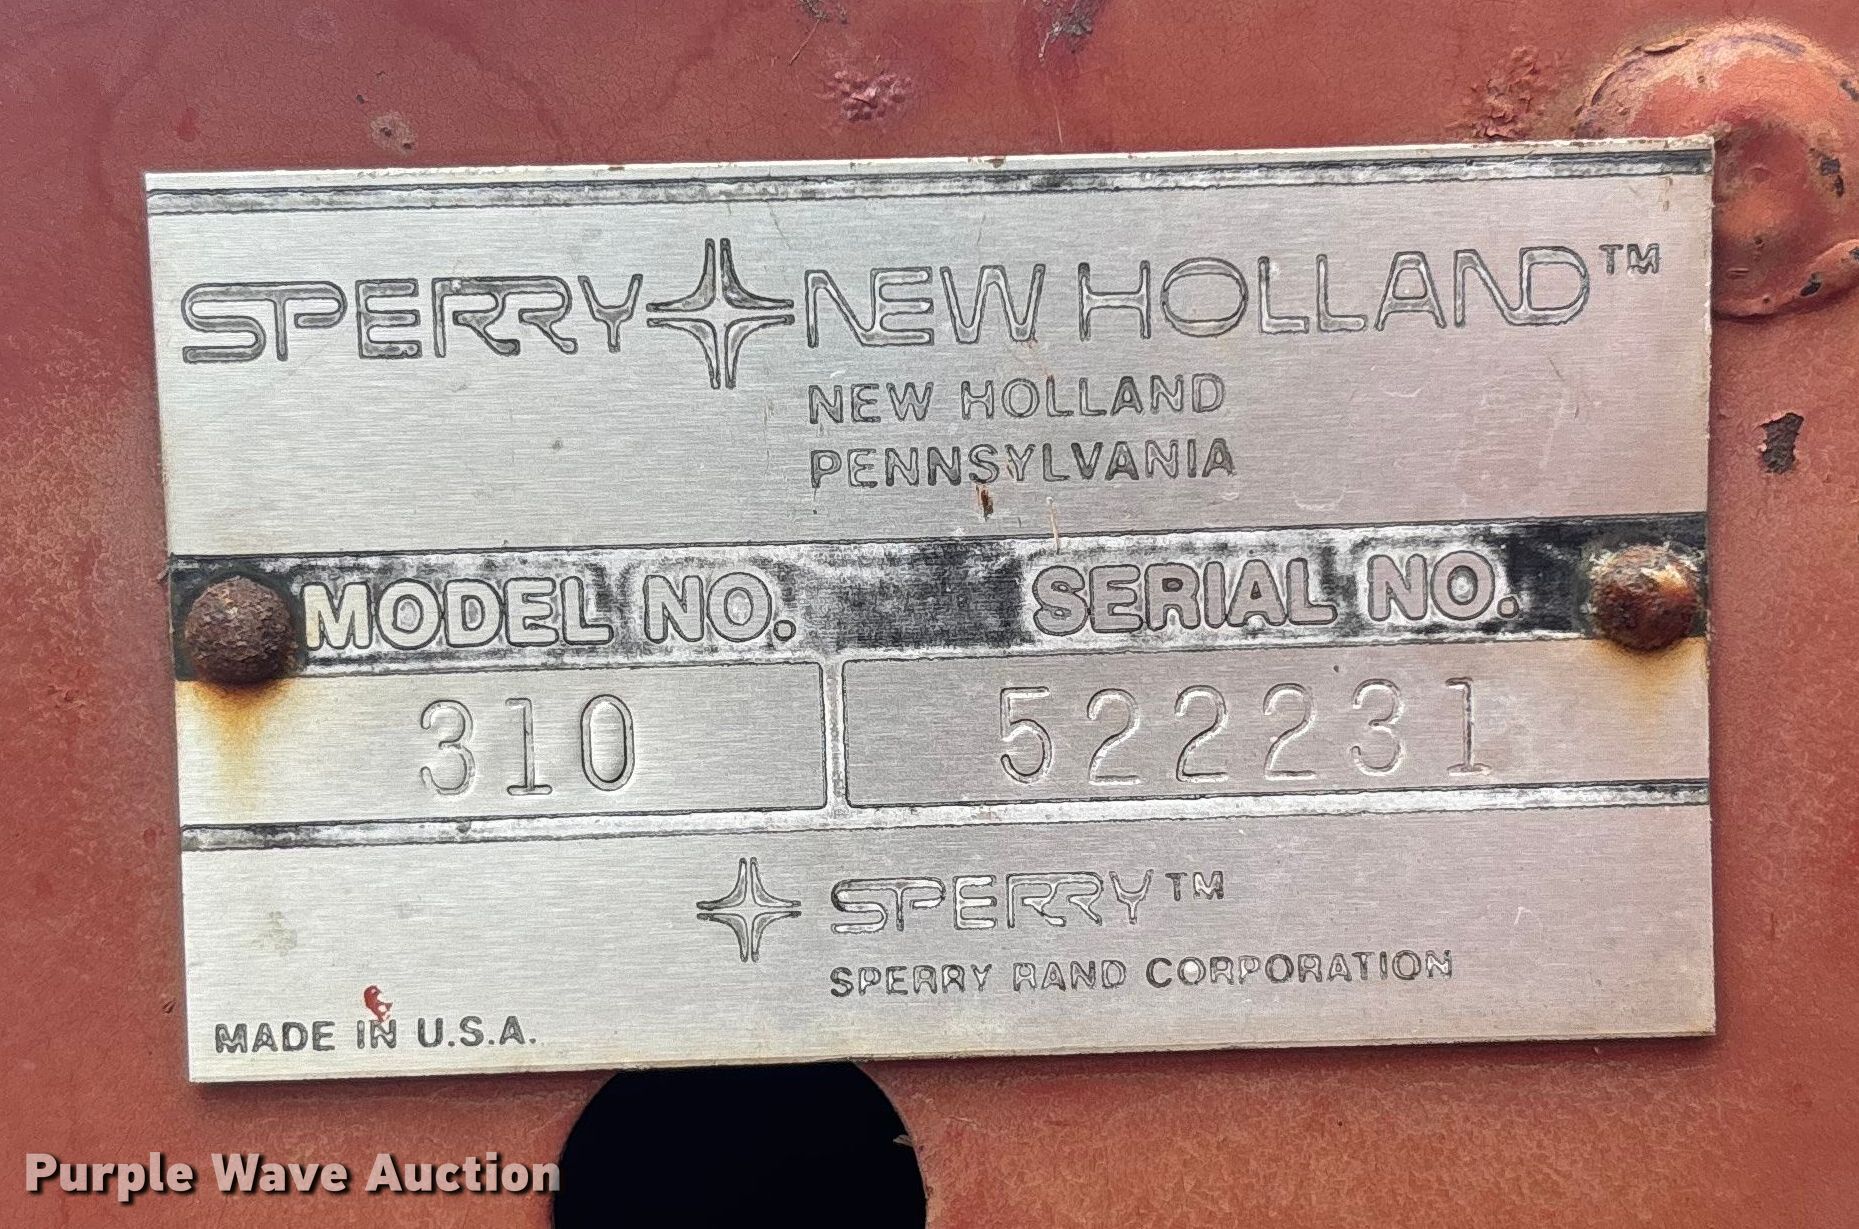 SPERRY NEW HOLLAND™
NEW HOLLAND
PENNSYLVANIA
MODEL NO. SERIAL NO.
310 522231
SPERRY™
SPERRY RAND CORPORATION
MADE IN U.S.A.
Purple Wave Auction